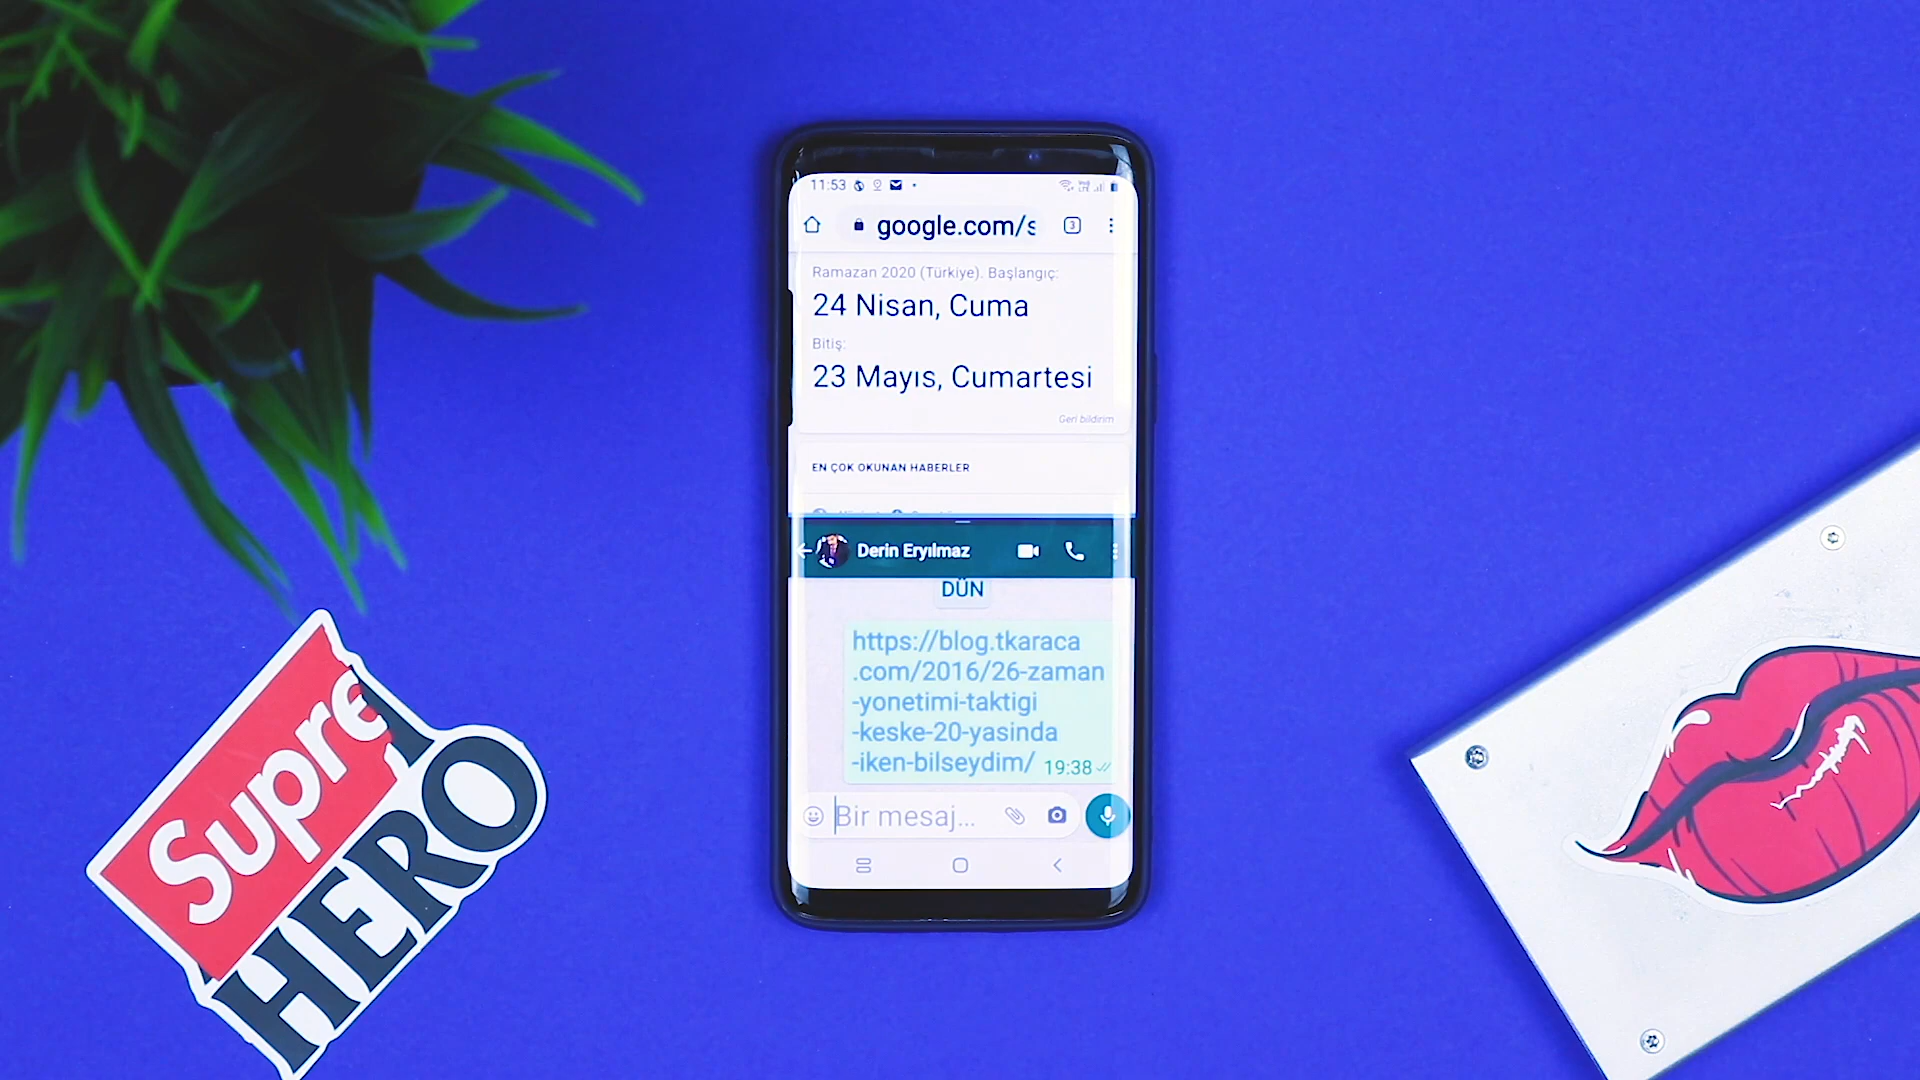 11:53
google.com/s
3
Ramazan 2020 (Türkiye). Başlangıç:
24 Nisan, Cuma
Bitiş:
23 Mayıs, Cumartesi
Geri bildirim
EN ÇOK OKUNAN HABERLER
Derin Eryılmaz
DÜN
https://blog.tkaraca
.com/2016/26-zaman
-yonetimi-taktigi
-keske-20-yasinda
-iken-bilseydim/ 19:38
Bir mesaj...
Supre
HERO